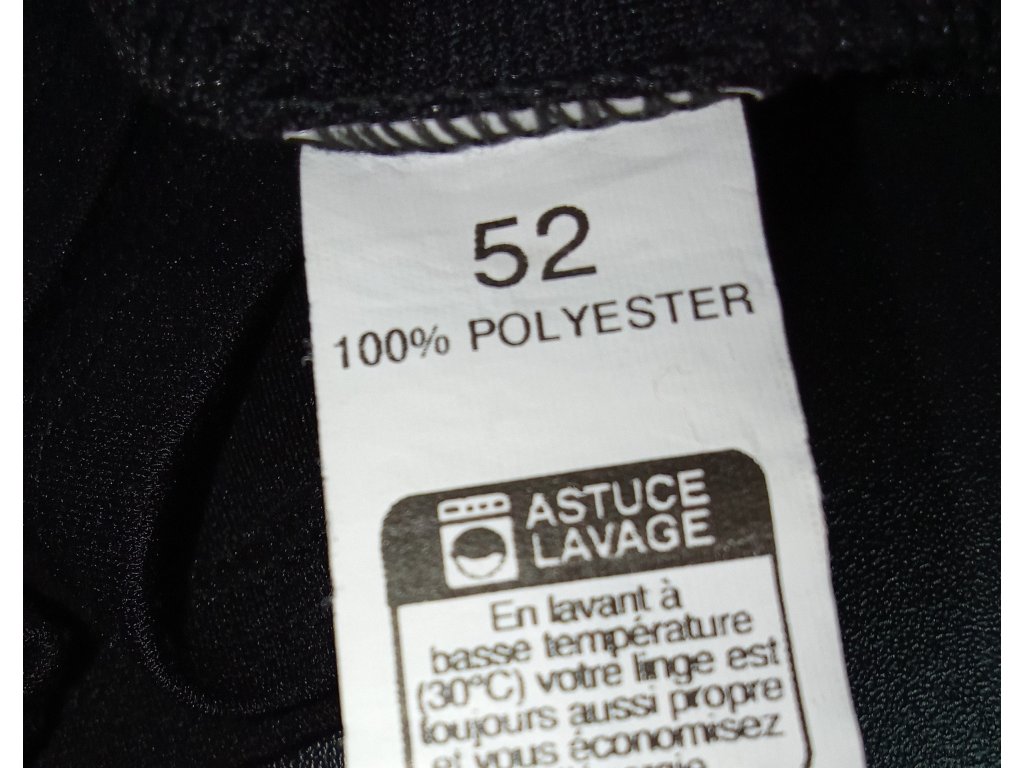 52
100% POLYESTER
ASTUCE
LAVAGE
En lavant à
basse température
(30°C) votre linge est
toujours aussi propre
et vous économisez